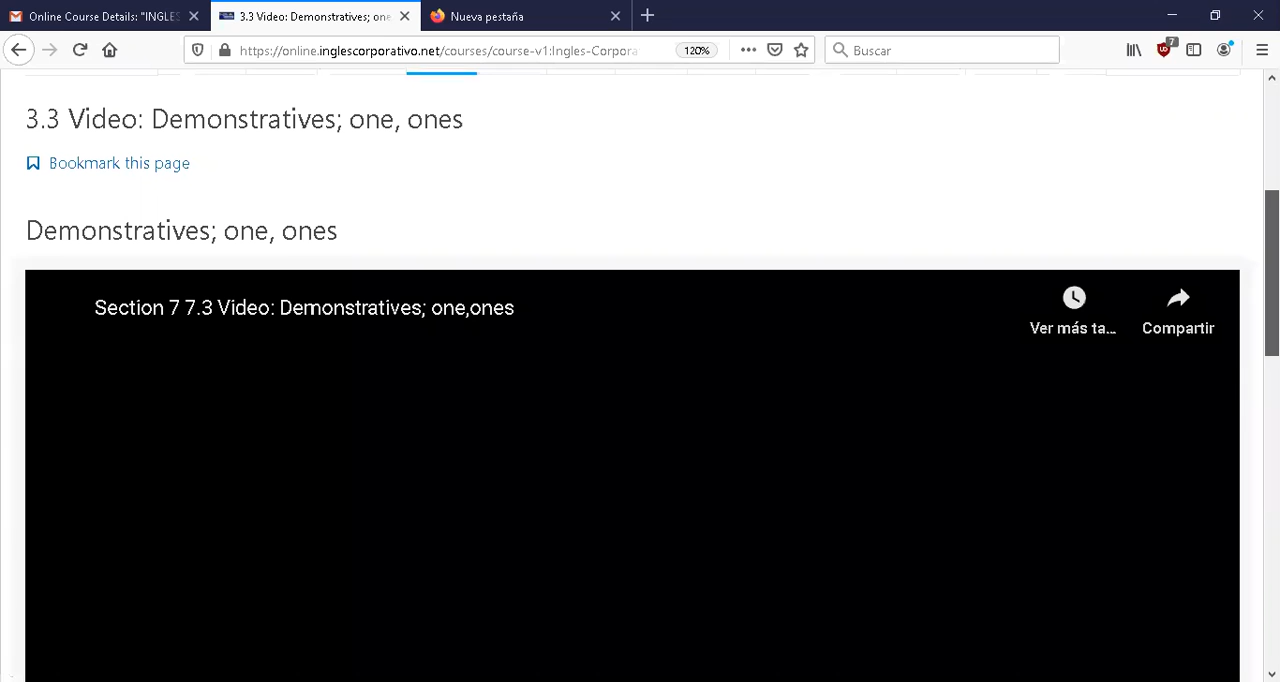 Online Course Details: "INGLES
3.3 Video: Demonstratives; one
Nueva pestaña
https://online.inglescorporativo.net/courses/course-v1:Ingles-Corpora
120%
Buscar
7
3.3 Video: Demonstratives; one, ones
Bookmark this page
Demonstratives; one, ones
Section 7 7.3 Video: Demonstratives; one,ones
Ver más ta...
Compartir